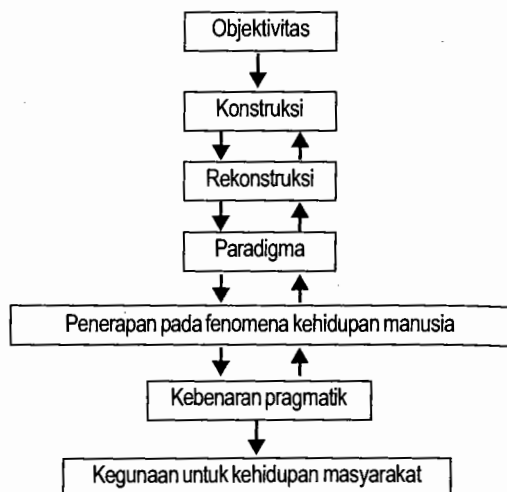 Objektivitas
Konstruksi
Rekonstruksi
Paradigma
Penerapan pada fenomena kehidupan manusia
Kebenaran pragmatik
Kegunaan untuk kehidupan masyarakat